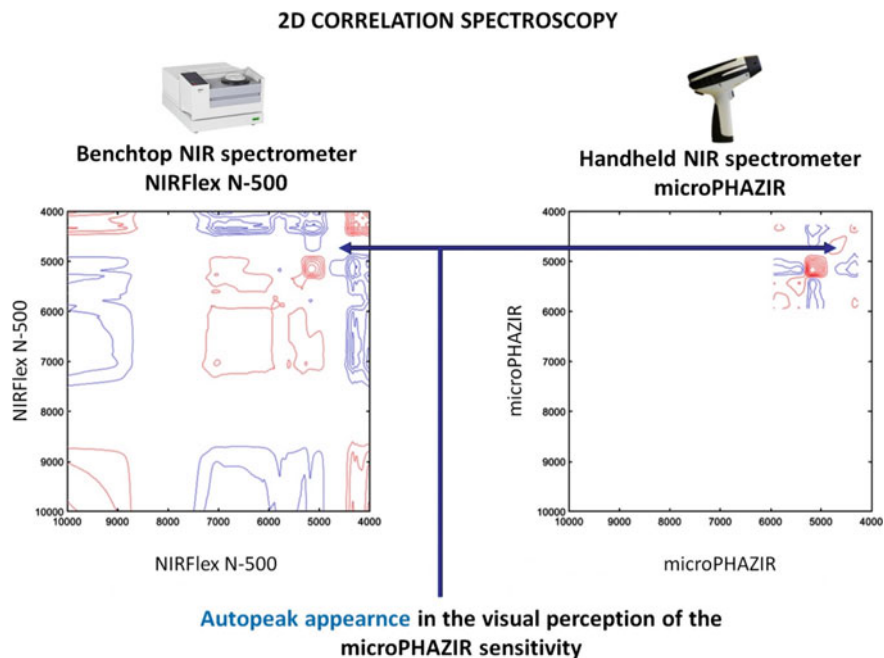 2D CORRELATION SPECTROSCOPY
Benchtop NIR spectrometer
NIRFlex N-500
Handheld NIR spectrometer
microPHAZIR
4000
5000
6000
7000
8000
9000
10000
NIRFlex N-500
10000 9000 8000 7000 6000 5000 4000
NIRFlex N-500
4000
5000
6000
7000
8000
9000
10000
microPHAZIR
10000 9000 8000 7000 6000 5000 4000
microPHAZIR
Autopeak appearnce in the visual perception of the
microPHAZIR sensitivity